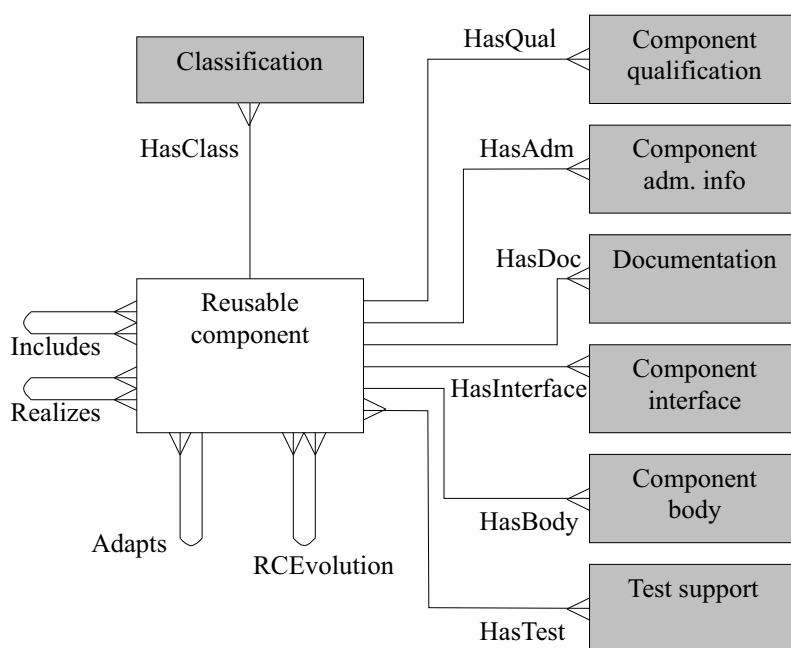 HasQual
Component
qualification
Classification
HasClass
HasAdm
Component
adm. info
HasDoc
Documentation
Reusable
component
Includes
Realizes
HasInterface
Component
interface
Adapts
RCEvolution
HasBody
Component
body
HasTest
Test support